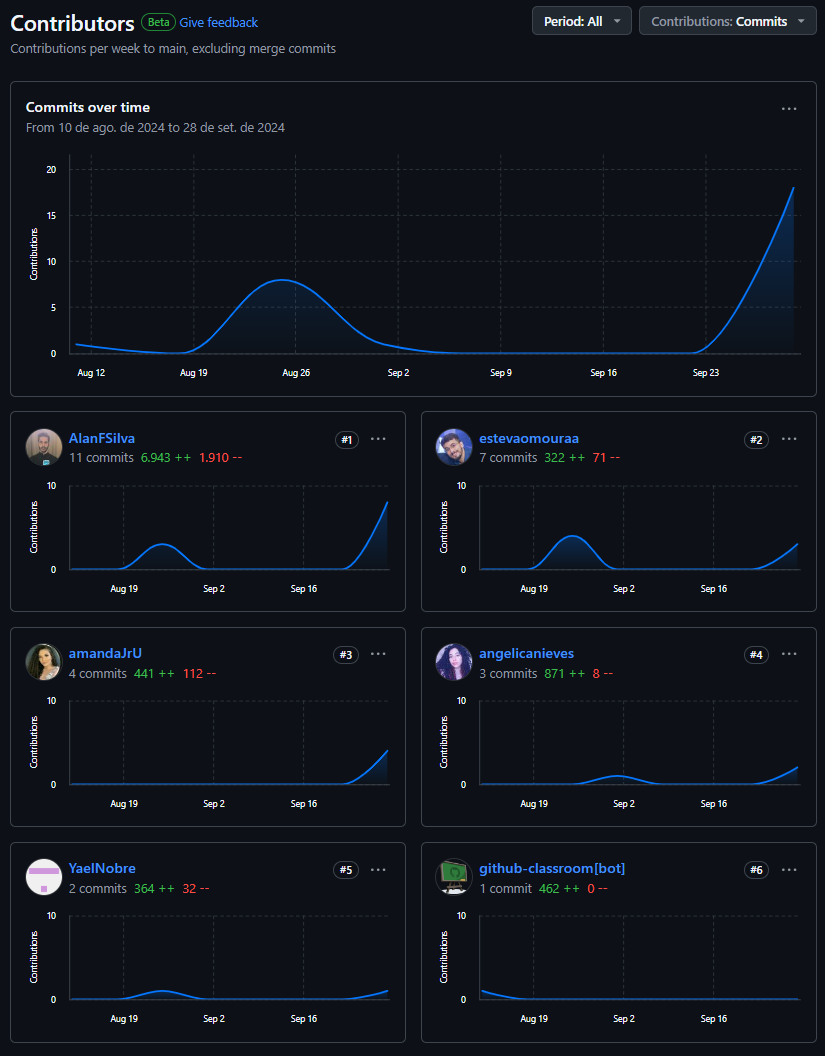 Contributors Beta Give feedback
Period: All
Contributions: Commits
Contributions per week to main, excluding merge commits
Commits over time
From 10 de ago. de 2024 to 28 de set. de 2024
Contributions
20
15
10
5
0
Aug 12 Aug 19 Aug 26 Sep 2 Sep 9 Sep 16 Sep 23
AlanFSilva #1
11 commits 6.943 ++ 1.910 --
Contributions
10
0
Aug 19 Sep 2 Sep 16
estevaomouraa #2
7 commits 322 ++ 71 --
Contributions
10
0
Aug 19 Sep 2 Sep 16
amandaJrU #3
4 commits 441 ++ 112 --
Contributions
10
0
Aug 19 Sep 2 Sep 16
angelicanieves #4
3 commits 871 ++ 8 --
Contributions
10
0
Aug 19 Sep 2 Sep 16
YaelNobre #5
2 commits 364 ++ 32 --
Contributions
10
0
Aug 19 Sep 2 Sep 16
github-classroom[bot] #6
1 commit 462 ++ 0 --
Contributions
10
0
Aug 19 Sep 2 Sep 16